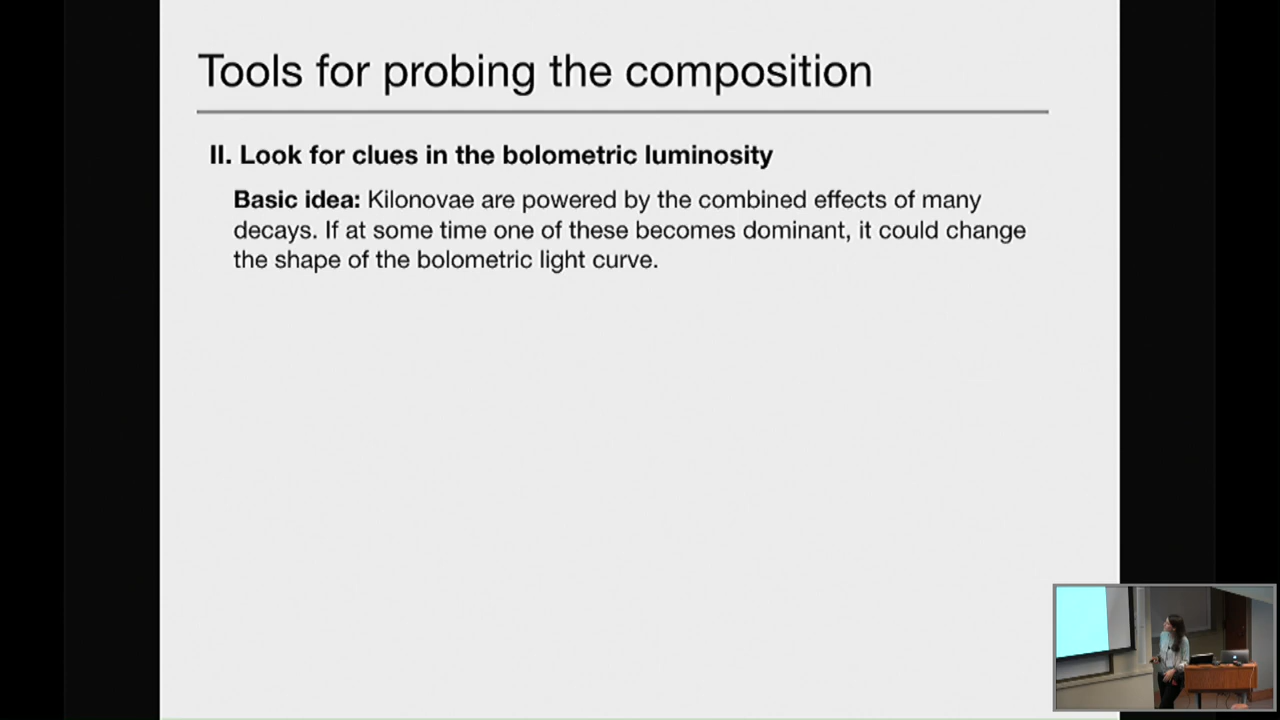 Tools for probing the composition
II. Look for clues in the bolometric luminosity
Basic idea: Kilonovae are powered by the combined effects of many
decays. If at some time one of these becomes dominant, it could change
the shape of the bolometric light curve.